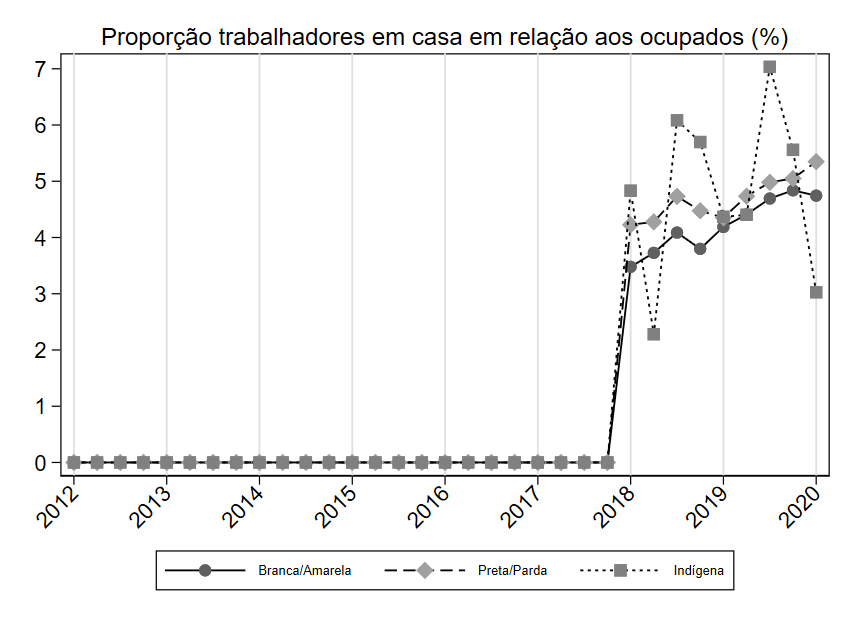 Proporção trabalhadores em casa em relação aos ocupados (%)
7
6
5
4
3
2
1
0
2012 2013 2014 2015 2016 2017 2018 2019 2020
Branca/Amarela Preta/Parda Indígena